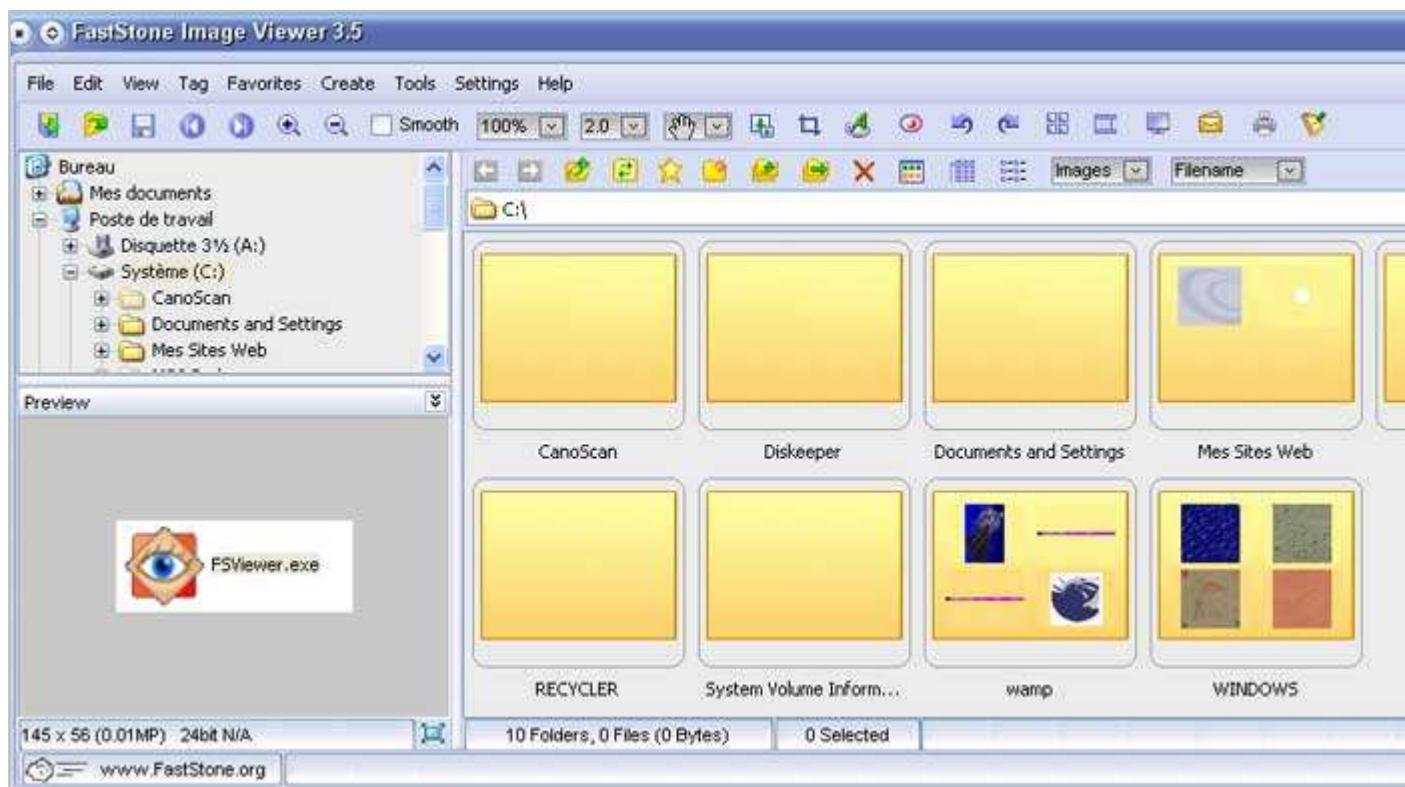 FastStone Image Viewer 3.5
File Edit View Tag Favorites Create Tools Settings Help
Smooth 100% 2.0
Bureau
Mes documents
Poste de travail
Disquette 3½ (A:)
Système (C:)
CanoScan
Documents and Settings
Mes Sites Web
Images Filename
C:\
Preview
FSViewer.exe
145 x 56 (0.01MP) 24bit N/A
CanoScan Diskeeper Documents and Settings Mes Sites Web
RECYCLER System Volume Inform... wamp WINDOWS
10 Folders, 0 Files (0 Bytes) 0 Selected
www.FastStone.org